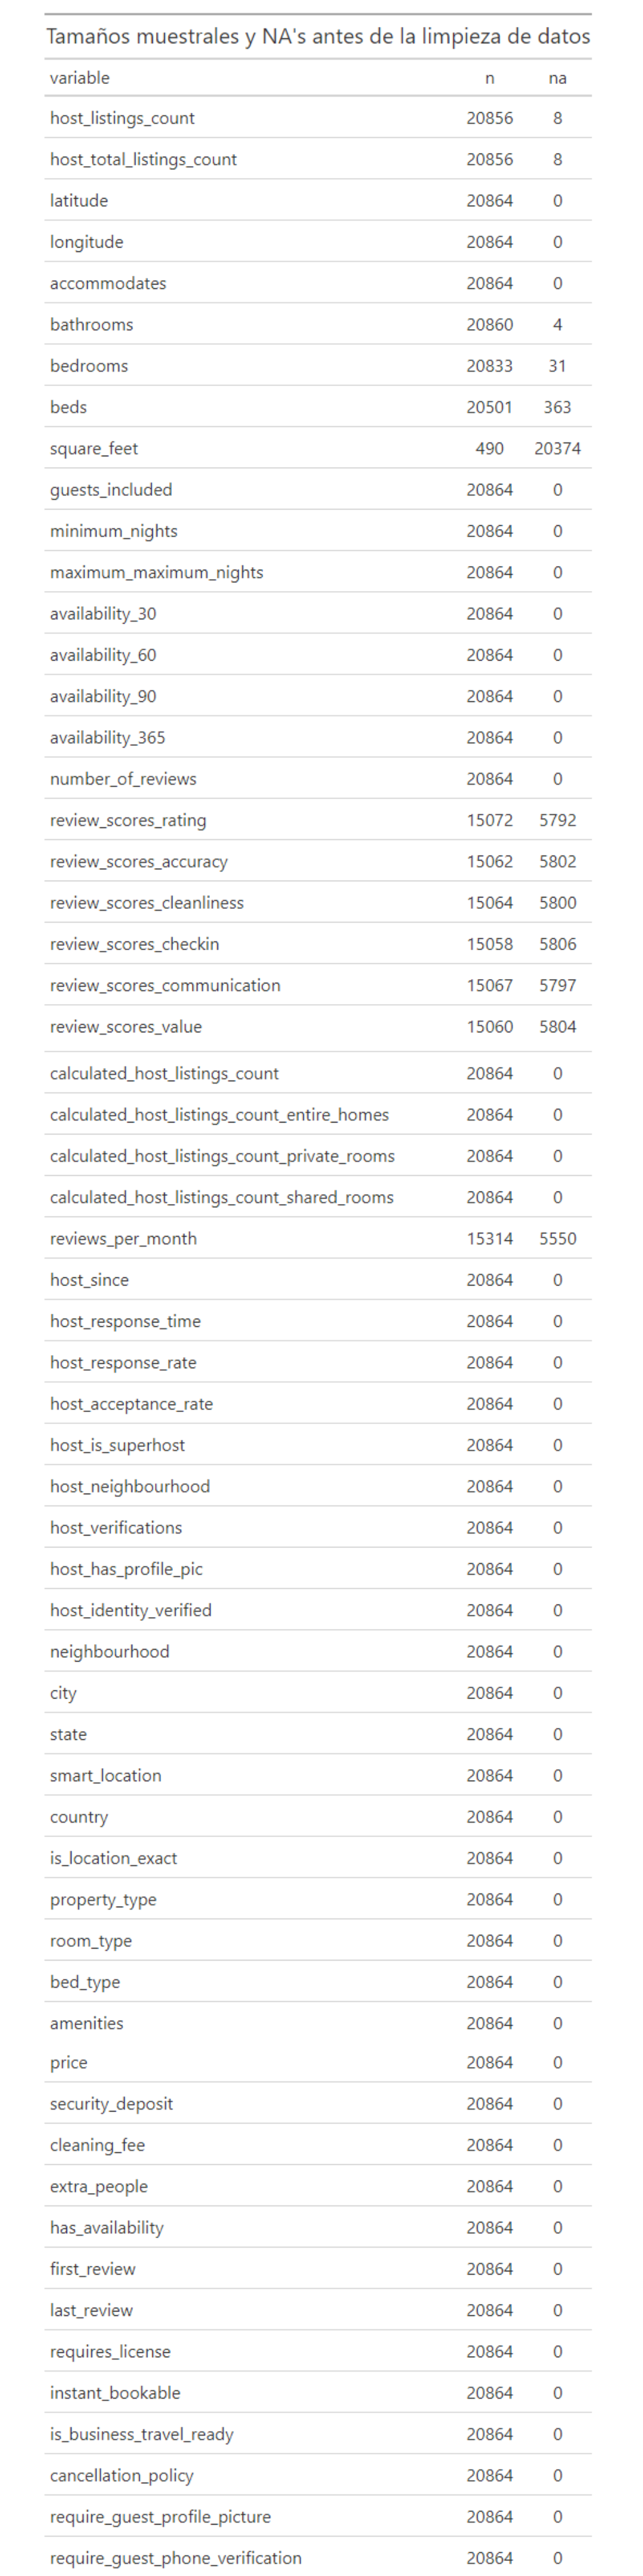 Tamaños muestrales y NA's antes de la limpieza de datos
variable n na
host_listings_count 20856 8
host_total_listings_count 20856 8
latitude 20864 0
longitude 20864 0
accommodates 20864 0
bathrooms 20860 4
bedrooms 20833 31
beds 20501 363
square_feet 490 20374
guests_included 20864 0
minimum_nights 20864 0
maximum_maximum_nights 20864 0
availability_30 20864 0
availability_60 20864 0
availability_90 20864 0
availability_365 20864 0
number_of_reviews 20864 0
review_scores_rating 15072 5792
review_scores_accuracy 15062 5802
review_scores_cleanliness 15064 5800
review_scores_checkin 15058 5806
review_scores_communication 15067 5797
review_scores_value 15060 5804
calculated_host_listings_count 20864 0
calculated_host_listings_count_entire_homes 20864 0
calculated_host_listings_count_private_rooms 20864 0
calculated_host_listings_count_shared_rooms 20864 0
reviews_per_month 15314 5550
host_since 20864 0
host_response_time 20864 0
host_response_rate 20864 0
host_acceptance_rate 20864 0
host_is_superhost 20864 0
host_neighbourhood 20864 0
host_verifications 20864 0
host_has_profile_pic 20864 0
host_identity_verified 20864 0
neighbourhood 20864 0
city 20864 0
state 20864 0
smart_location 20864 0
country 20864 0
is_location_exact 20864 0
property_type 20864 0
room_type 20864 0
bed_type 20864 0
amenities 20864 0
price 20864 0
security_deposit 20864 0
cleaning_fee 20864 0
extra_people 20864 0
has_availability 20864 0
first_review 20864 0
last_review 20864 0
requires_license 20864 0
instant_bookable 20864 0
is_business_travel_ready 20864 0
cancellation_policy 20864 0
require_guest_profile_picture 20864 0
require_guest_phone_verification 20864 0